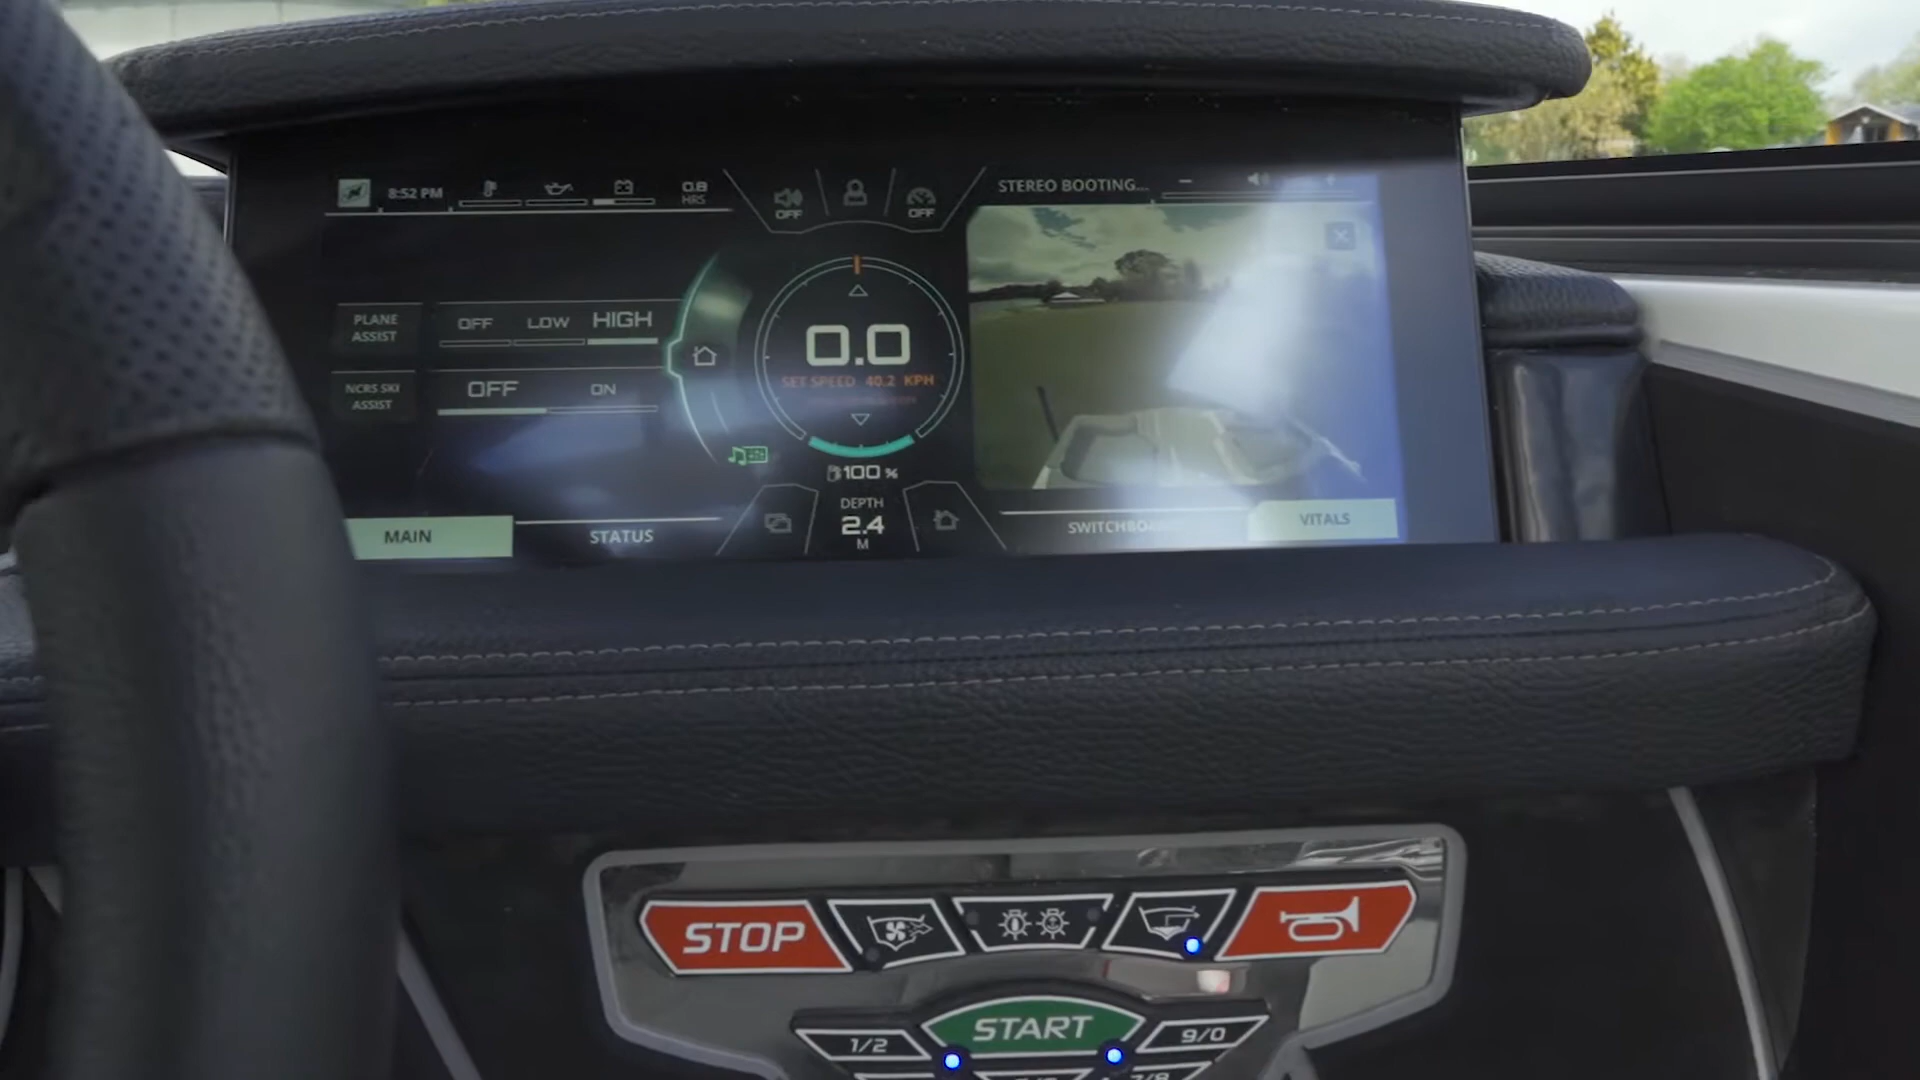 8:52 PM
0.8
HRS
OFF
OFF
STEREO BOOTING...
PLANE
ASSIST
OFF LOW HIGH
NCRS SKI
ASSIST
OFF ON
0.0
SET SPEED 40.2 KPH
100 %
DEPTH
2.4
M
MAIN
STATUS
VITALS
STOP
START
1/2
9/0
7/8